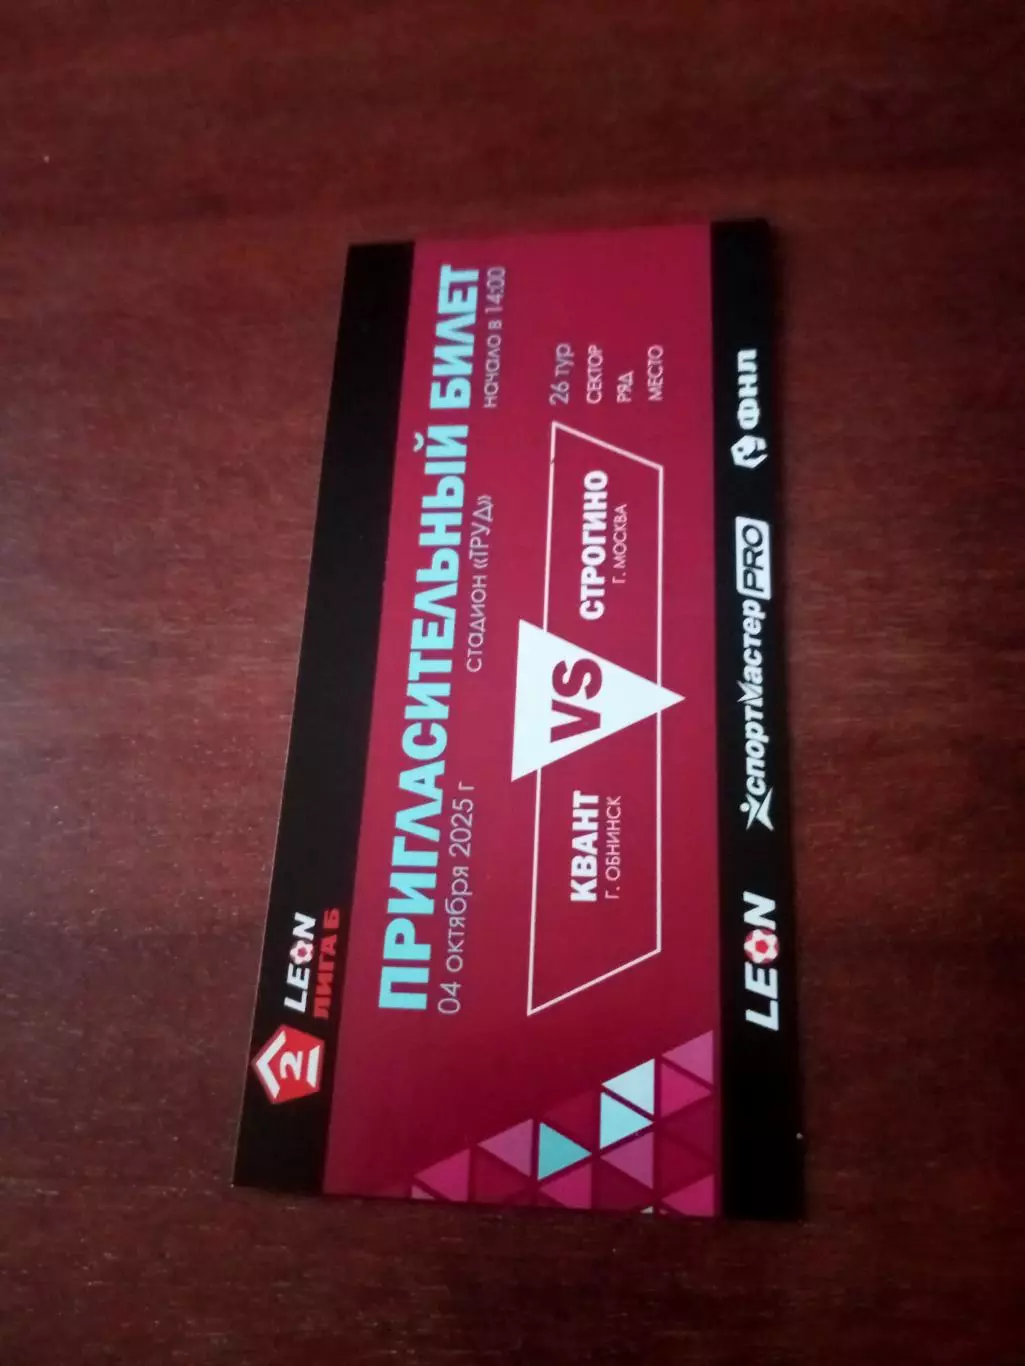 2
LEON
ЛИГА Б
ПРИГЛАСИТЕЛЬНЫЙ БИЛЕТ
04 октября 2025 г
стадион «ТРУД»
начало в 14:00
КВАНТ
Г. ОБНИНСК
VS
СТРОГИНО
Г. МОСКВА
26 тур
СЕКТОР
РЯД
МЕСТО
LEON
спортмастер PRO
ФНЛ